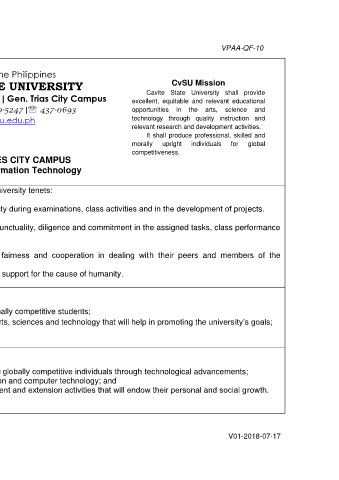 VPAA-QF-10
he Philippines
E UNIVERSITY
| Gen. Trias City Campus
-5247 |☏ 437-0693
u.edu.ph
ES CITY CAMPUS
rmation Technology
CvSU Mission
Cavite State University shall provide
excellent, equitable and relevant educational
opportunities in the arts, science and
technology through quality instruction and
relevant research and development activities.
It shall produce professional, skilled and
morally upright individuals for global
competitiveness.
iversity tenets:
ty during examinations, class activities and in the development of projects.
unctuality, diligence and commitment in the assigned tasks, class performance
fairness and cooperation in dealing with their peers and members of the
support for the cause of humanity.
bally competitive students;
rts, sciences and technology that will help in promoting the university's goals;
globally competitive individuals through technological advancements;
on and computer technology; and
ent and extension activities that will endow their personal and social growth.
V01-2018-07-17